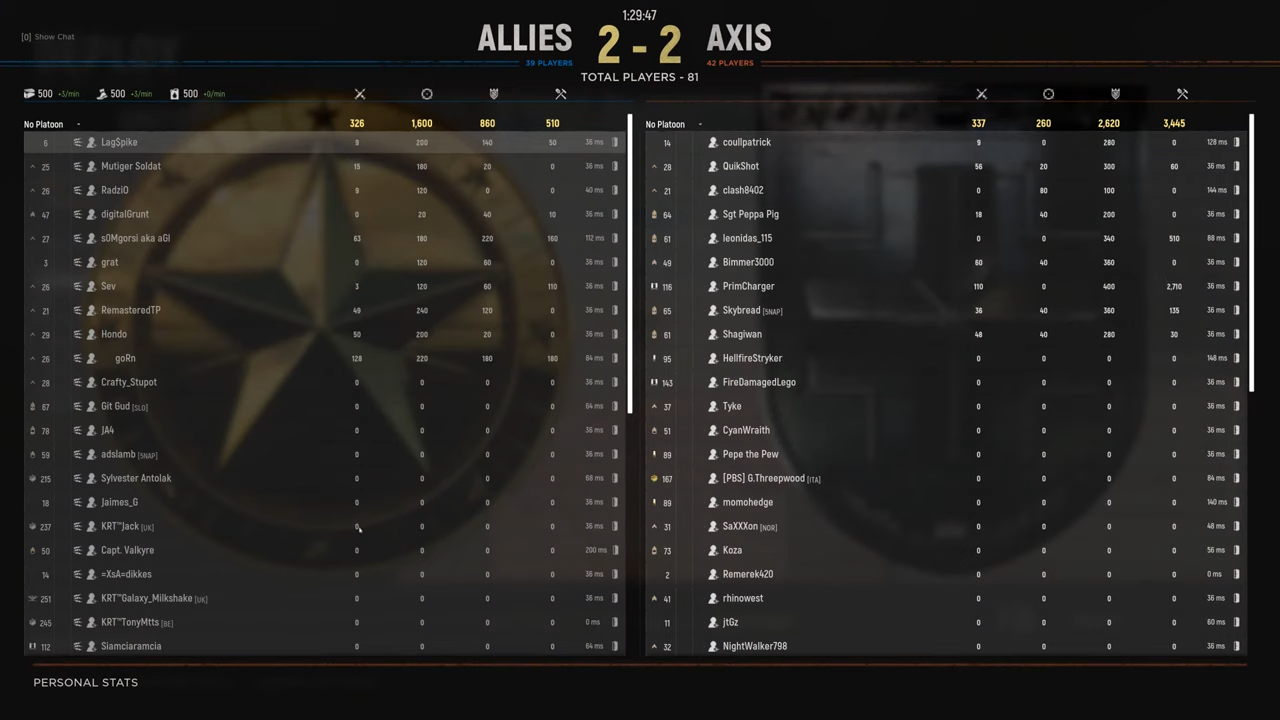 1:29:47
[O] Show Chat
ALLIES 2 - 2 AXIS
39 PLAYERS 42 PLAYERS
TOTAL PLAYERS - 81
500 +3/min 500 +3/min 500 +0/min
No Platoon - 326 1,600 860 510
6 LagSpike 9 200 140 50 36 ms
25 Mutiger Soldat 15 180 20 0 36 ms
26 RadziO 9 120 0 0 40 ms
47 digitalGrunt 0 20 40 10 36 ms
27 s0Mgorsi aka aGI 63 180 220 160 112 ms
3 grat 0 120 60 0 36 ms
26 Sev 3 120 60 110 36 ms
21 RemasteredTP 49 240 120 0 36 ms
29 Hondo 50 200 20 0 36 ms
26 goRn 128 220 180 180 84 ms
28 Crafty_Stupot 0 0 0 0 36 ms
67 Git Gud [SLO] 0 0 0 0 64 ms
78 JA4 0 0 0 0 36 ms
59 adslamb [SNAP] 0 0 0 0 36 ms
215 Sylvester Antolak 0 0 0 0 68 ms
18 Jaimes_G 0 0 0 0 36 ms
237 KRT™Jack [UK] 0 0 0 0 36 ms
50 Capt. Valkyre 0 0 0 0 200 ms
14 =XsA=dikkes 0 0 0 0 36 ms
251 KRT™Galaxy_Milkshake [UK] 0 0 0 0 36 ms
245 KRT™TonyMtts [BE] 0 0 0 0 0 ms
112 Siamciaramcia 0 0 0 0 64 ms
No Platoon - 337 260 2,620 3,445
14 coullpatrick 9 0 280 0 128 ms
28 QuikShot 56 20 300 60 36 ms
21 clash8402 0 80 100 0 144 ms
64 Sgt Peppa Pig 18 40 200 0 36 ms
61 leonidas_115 0 0 340 510 88 ms
49 Bimmer3000 60 40 360 0 36 ms
116 PrimCharger 110 0 400 2,710 36 ms
65 Skybread [SNAP] 36 40 360 135 36 ms
61 Shagiwan 48 40 280 30 36 ms
95 HellfireStryker 0 0 0 0 148 ms
143 FireDamagedLego 0 0 0 0 36 ms
37 Tyke 0 0 0 0 36 ms
51 CyanWraith 0 0 0 0 36 ms
89 Pepe the Pew 0 0 0 0 36 ms
167 [PBS] G.Threepwood [ITA] 0 0 0 0 84 ms
89 momohedge 0 0 0 0 140 ms
31 SaXXXon [NOR] 0 0 0 0 48 ms
73 Koza 0 0 0 0 56 ms
2 Remerek420 0 0 0 0 0 ms
41 rhinowest 0 0 0 0 36 ms
11 jtGz 0 0 0 0 60 ms
32 NightWalker798 0 0 0 0 36 ms
PERSONAL STATS